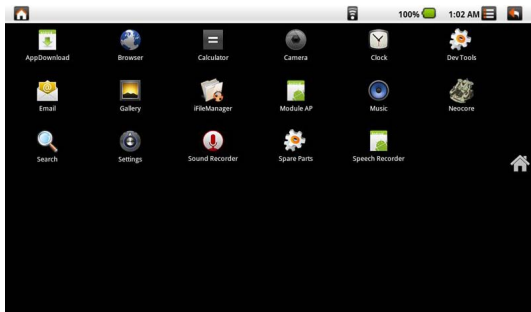 100% 1:02 AM
AppDownload Browser Calculator Camera Clock Dev Tools
Email Gallery iFileManager Module AP Music Neocore
Search Settings Sound Recorder Spare Parts Speech Recorder